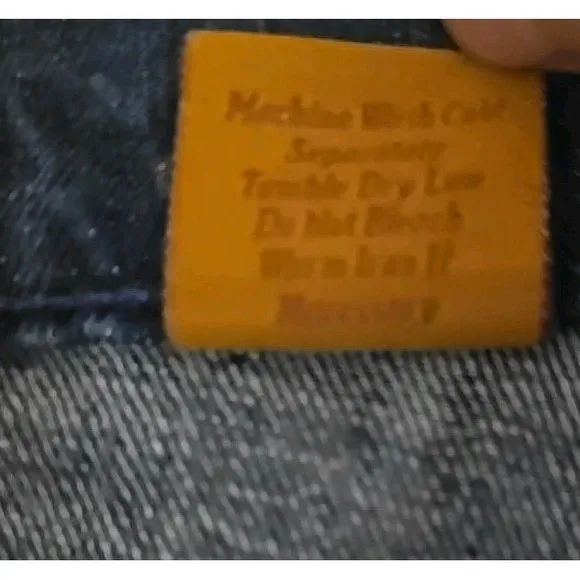 Machine Wash Cold
Separately
Tumble Dry Low
Do Not Bleach
Warm Iron If
Necessary